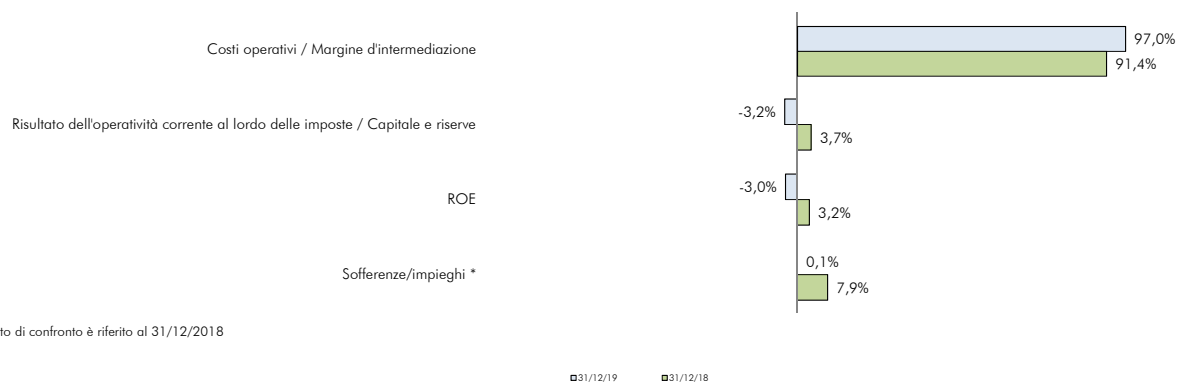 Costi operativi / Margine d'intermediazione
97,0%
91,4%
Risultato dell'operatività corrente al lordo delle imposte / Capitale e riserve
-3,2%
3,7%
ROE
-3,0%
3,2%
Sofferenze/impieghi *
0,1%
7,9%
to di confronto è riferito al 31/12/2018
31/12/19 31/12/18